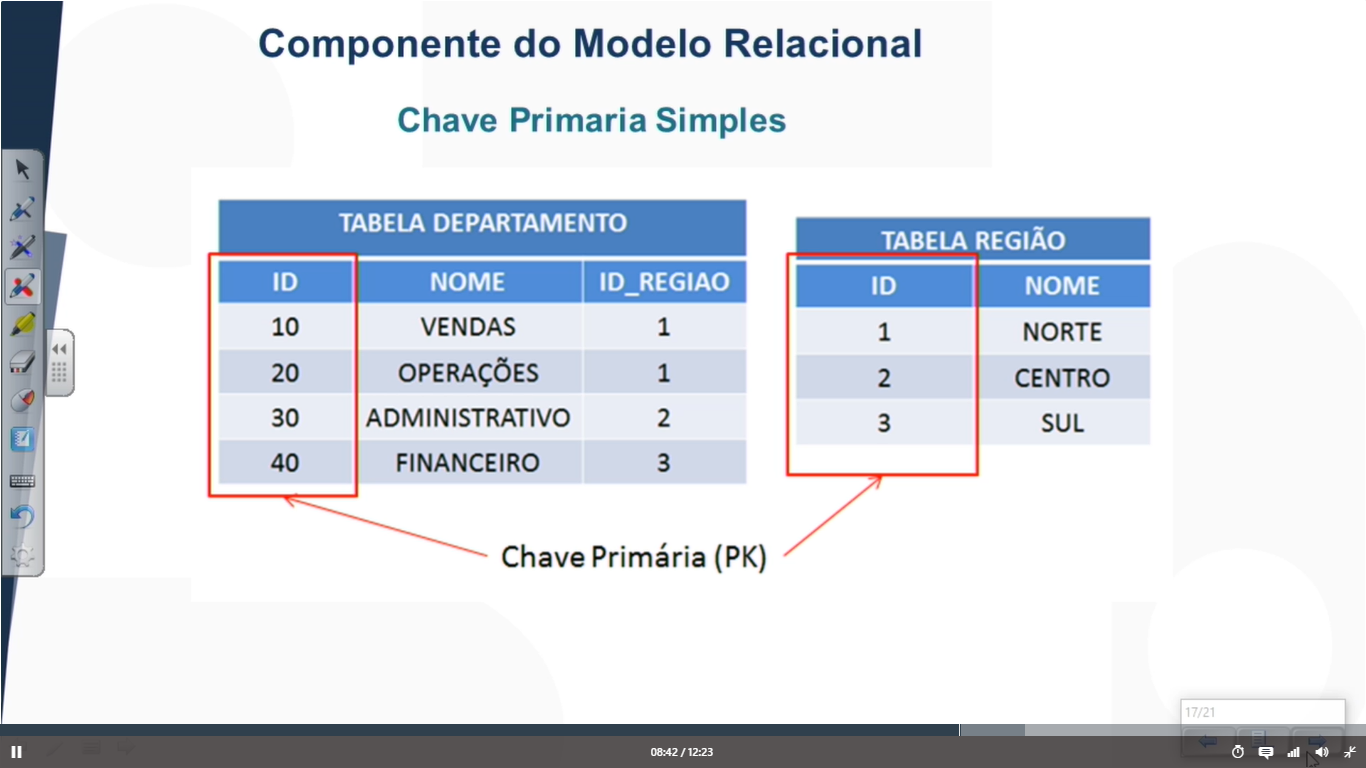 Componente do Modelo Relacional
Chave Primaria Simples
TABELA DEPARTAMENTO
ID NOME ID_REGIAO
10 VENDAS 1
20 OPERAÇÕES 1
30 ADMINISTRATIVO 2
40 FINANCEIRO 3
TABELA REGIÃO
ID NOME
1 NORTE
2 CENTRO
3 SUL
Chave Primária (PK)
17/21
08:42 / 12:23